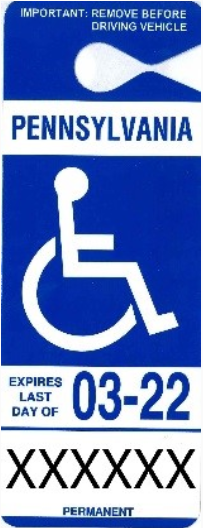 IMPORTANT: REMOVE BEFORE
DRIVING VEHICLE
PENNSYLVANIA
EXPIRES
LAST
DAY OF
03-22
XXXXXX
PERMANENT